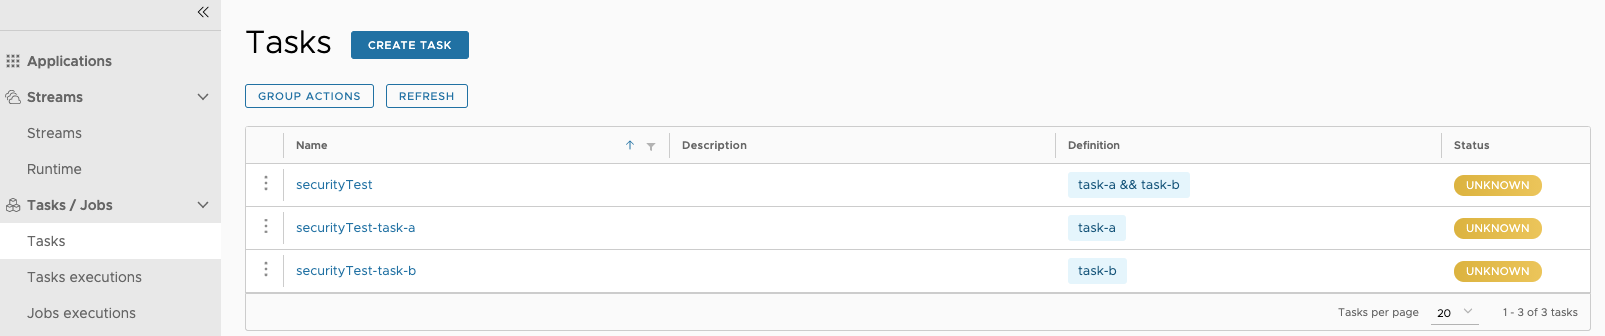 Applications
Streams
Streams
Runtime
Tasks / Jobs
Tasks
Tasks executions
Jobs executions
Tasks CREATE TASK
GROUP ACTIONS REFRESH
Name Description Definition Status
securityTest task-a && task-b UNKNOWN
securityTest-task-a task-a UNKNOWN
securityTest-task-b task-b UNKNOWN
Tasks per page 20 1 - 3 of 3 tasks